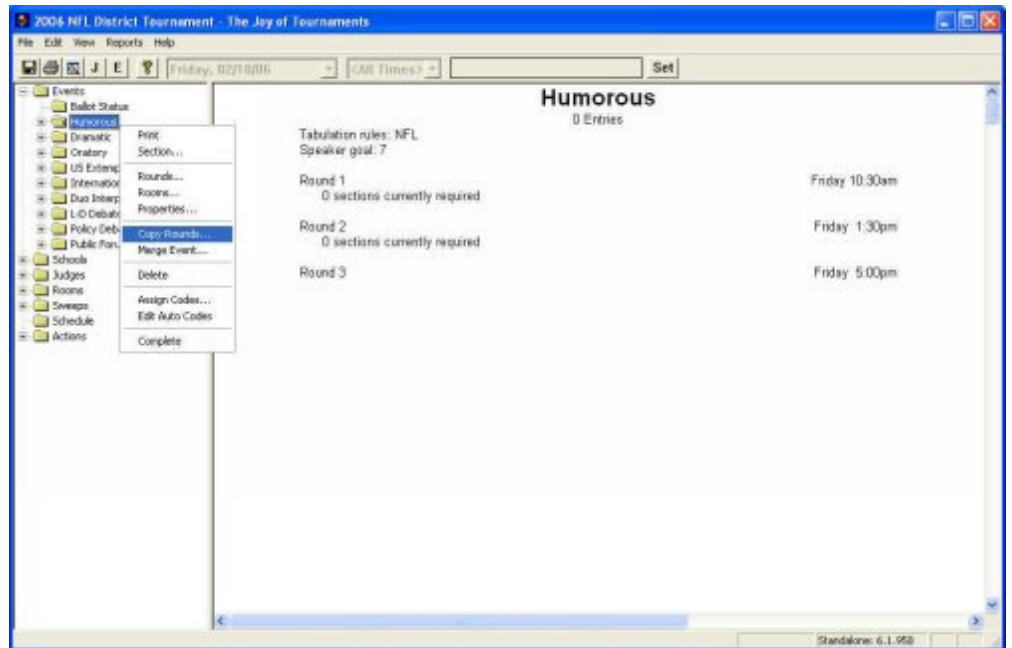 2006 NFL District Tournament - The Joy of Tournaments
File Edit View Reports Help
J E ? Friday, 02/10/06 <All Times> Set
Events
Ballot Status
Humorous
Dramatic
Oratory
US Extemp
Internation
Duo Interp
L-D Debate
Policy Deb
Public For
Schools
Judges
Rooms
Sweeps
Schedule
Actions
Print
Section...
Rounds...
Rooms...
Properties...
Copy Rounds...
Merge Event...
Delete
Assign Codes...
Edit Auto Codes
Complete
Humorous
0 Entries
Tabulation rules: NFL
Speaker goal: 7
Round 1 Friday 10:30am
0 sections currently required
Round 2 Friday 1:30pm
0 sections currently required
Round 3 Friday 5:00pm
Standalone: 6.1.958